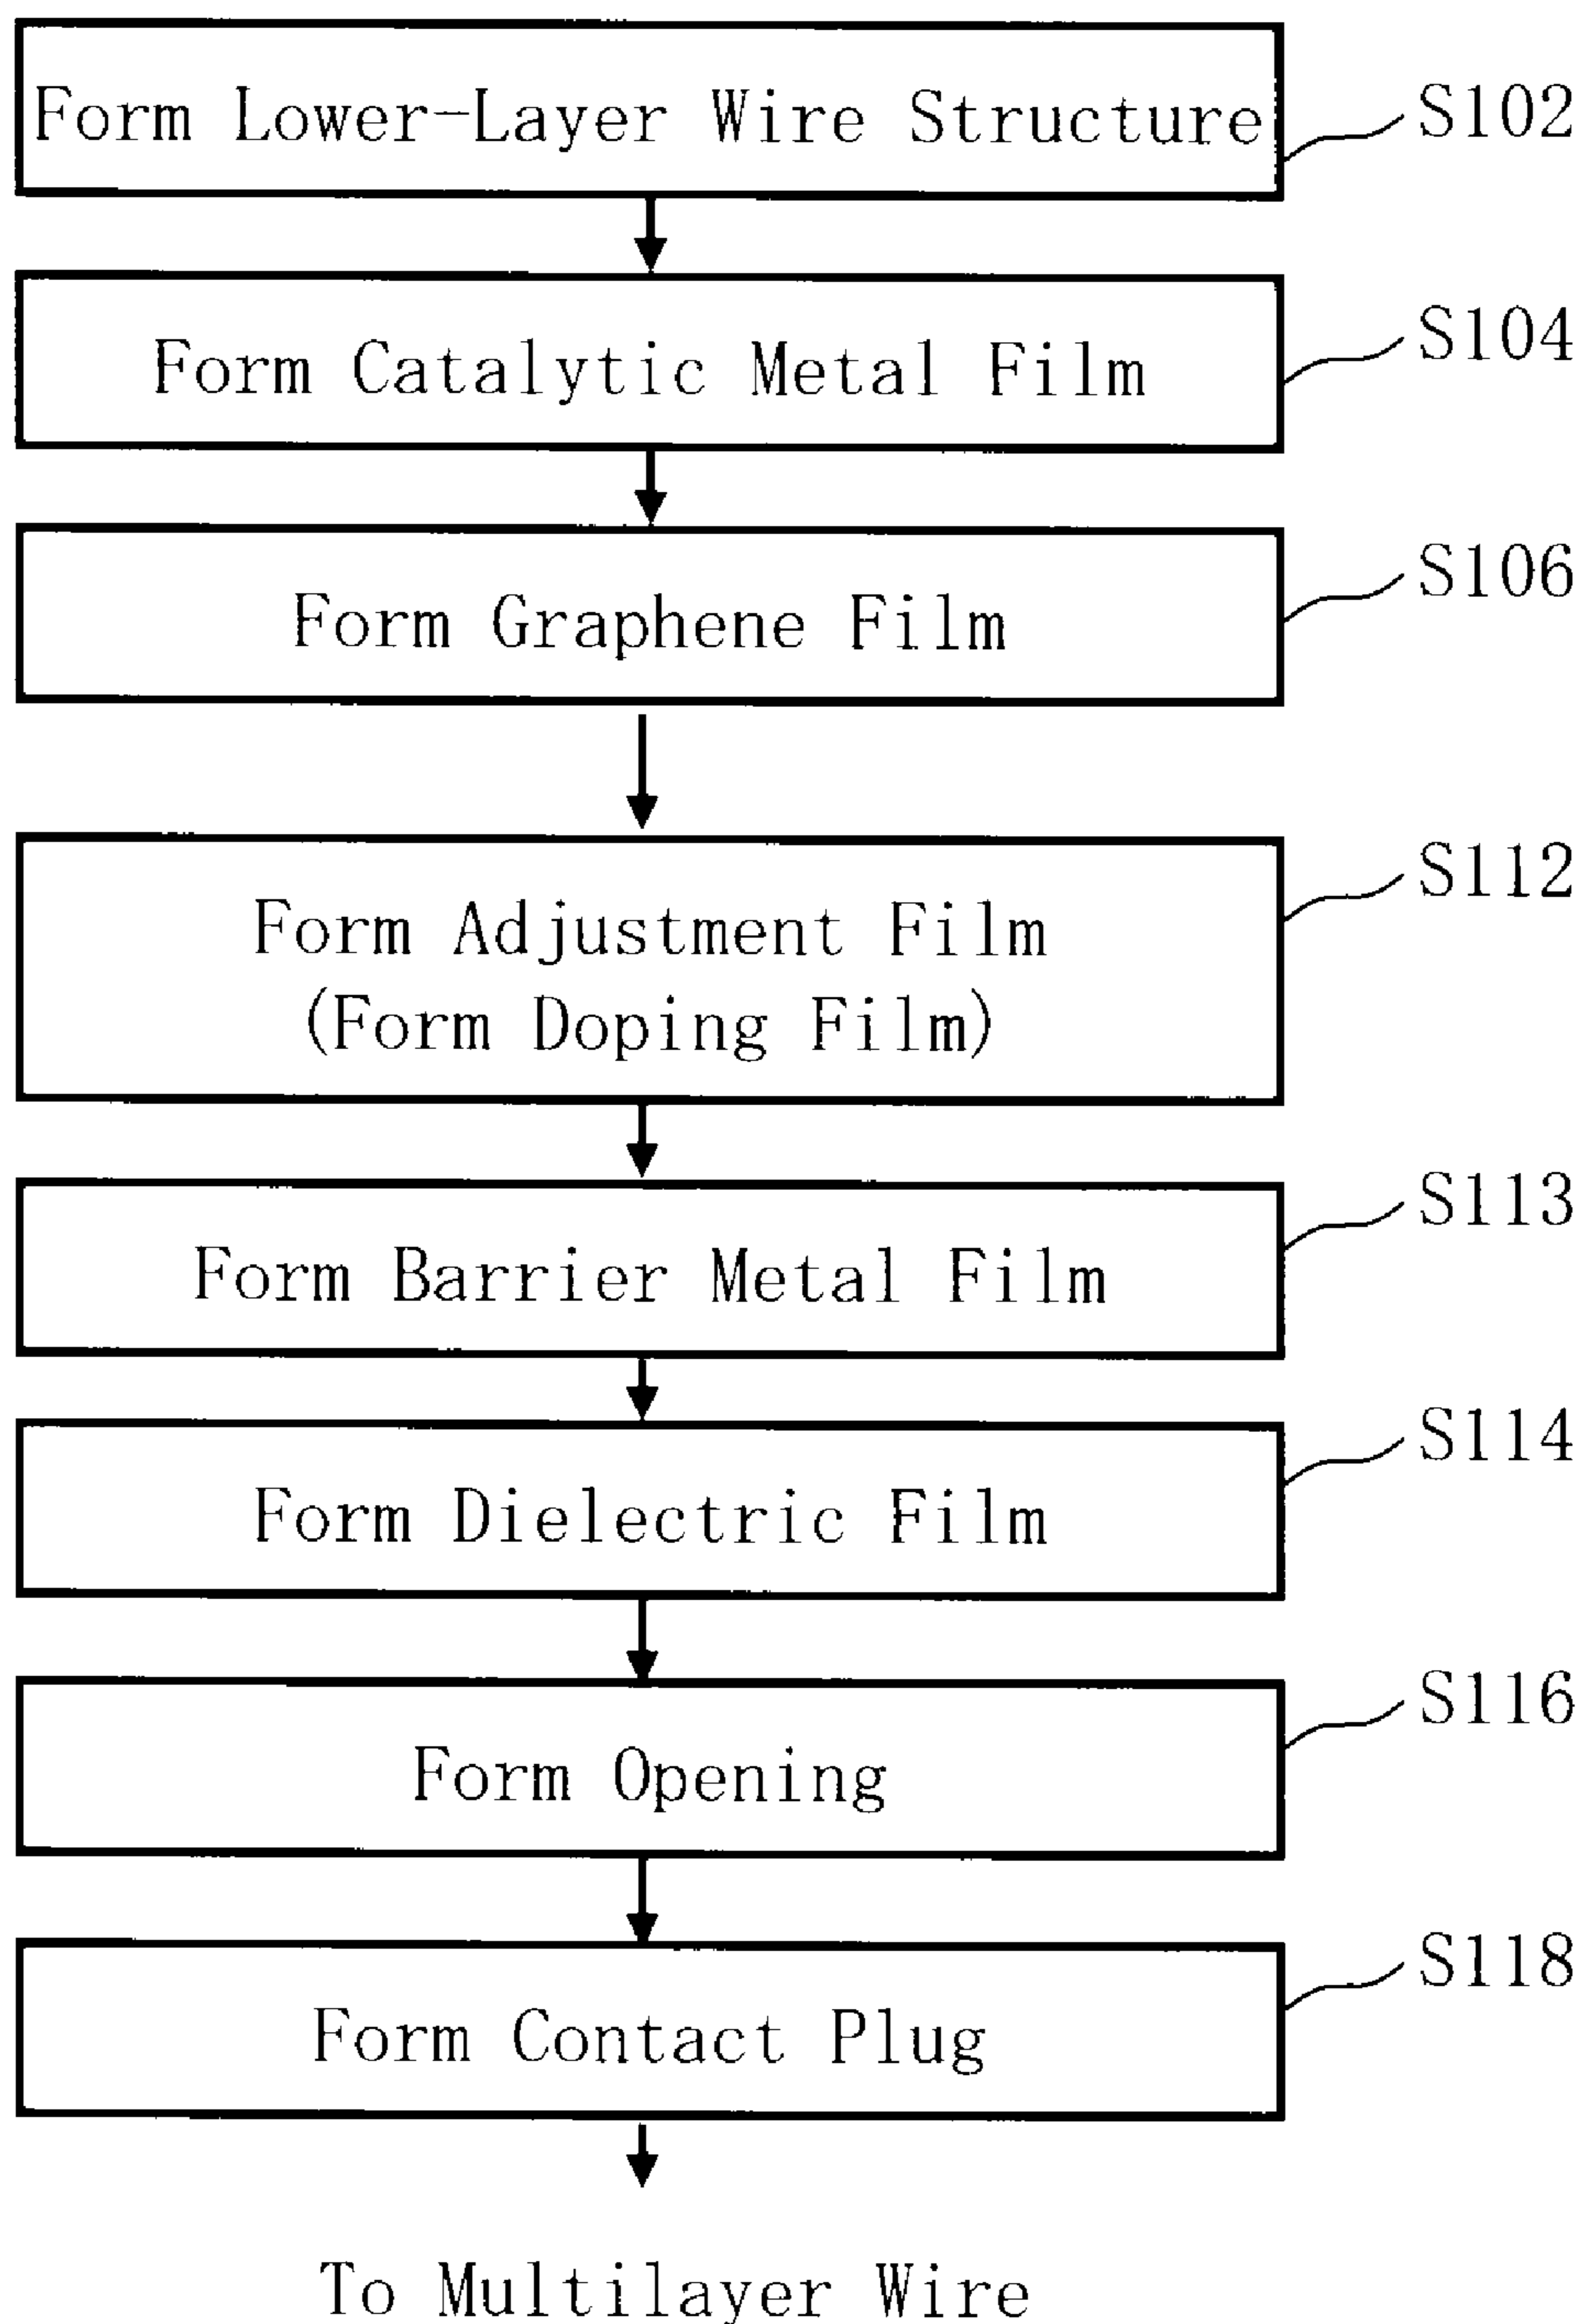 Form Lower-Layer Wire Structure
S102
Form Catalytic Metal Film
S104
Form Graphene Film
S106
Form Adjustment Film
(Form Doping Film)
S112
Form Barrier Metal Film
S113
Form Dielectric Film
S114
Form Opening
S116
Form Contact Plug
S118
To Multilayer Wire